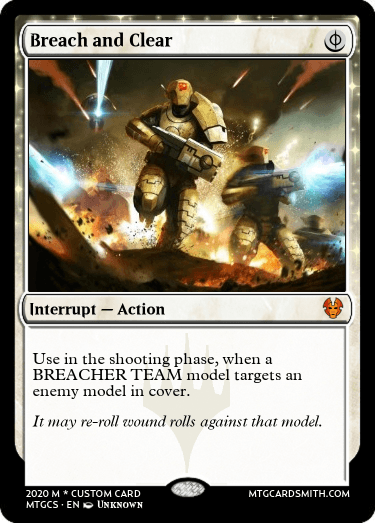 Breach and Clear
Interrupt — Action
Use in the shooting phase, when a
BREACHER TEAM model targets an
enemy model in cover.
It may re-roll wound rolls against that model.
2020 M * CUSTOM CARD
MTGCS • EN Unknown
MTGCARDSMITH.COM